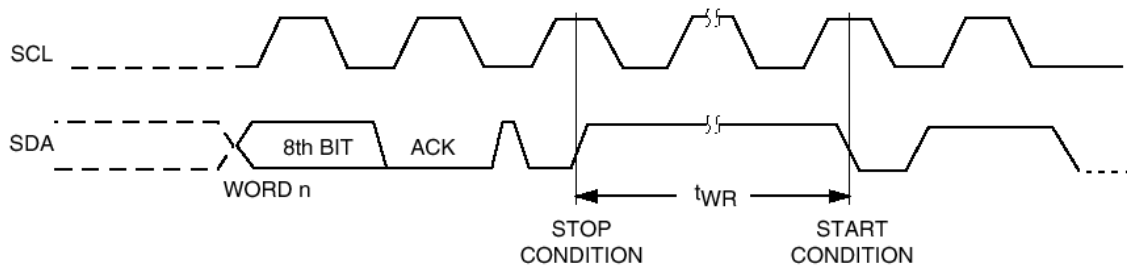 SCL
SDA
8th BIT
ACK
WORD n
tWR
STOP
CONDITION
START
CONDITION